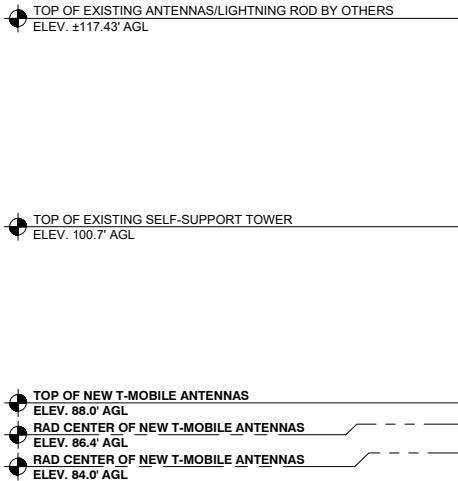 TOP OF EXISTING ANTENNAS/LIGHTNING ROD BY OTHERS
ELEV. ±117.43' AGL
TOP OF EXISTING SELF-SUPPORT TOWER
ELEV. 100.7' AGL
TOP OF NEW T-MOBILE ANTENNAS
ELEV. 88.0' AGL
RAD CENTER OF NEW T-MOBILE ANTENNAS
ELEV. 86.4' AGL
RAD CENTER OF NEW T-MOBILE ANTENNAS
ELEV. 84.0' AGL